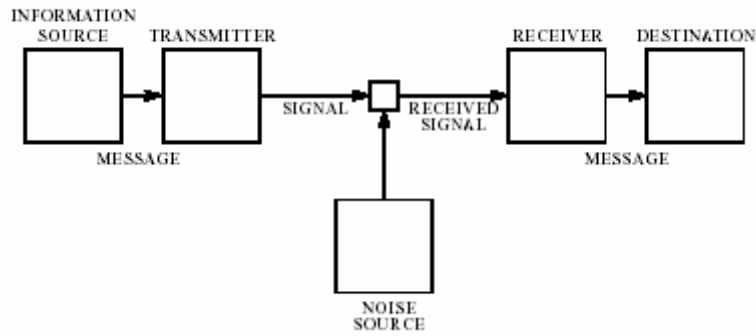 INFORMATION
SOURCE
TRANSMITTER
RECEIVER
DESTINATION
SIGNAL
RECEIVED
SIGNAL
MESSAGE
MESSAGE
NOISE
SOURCE